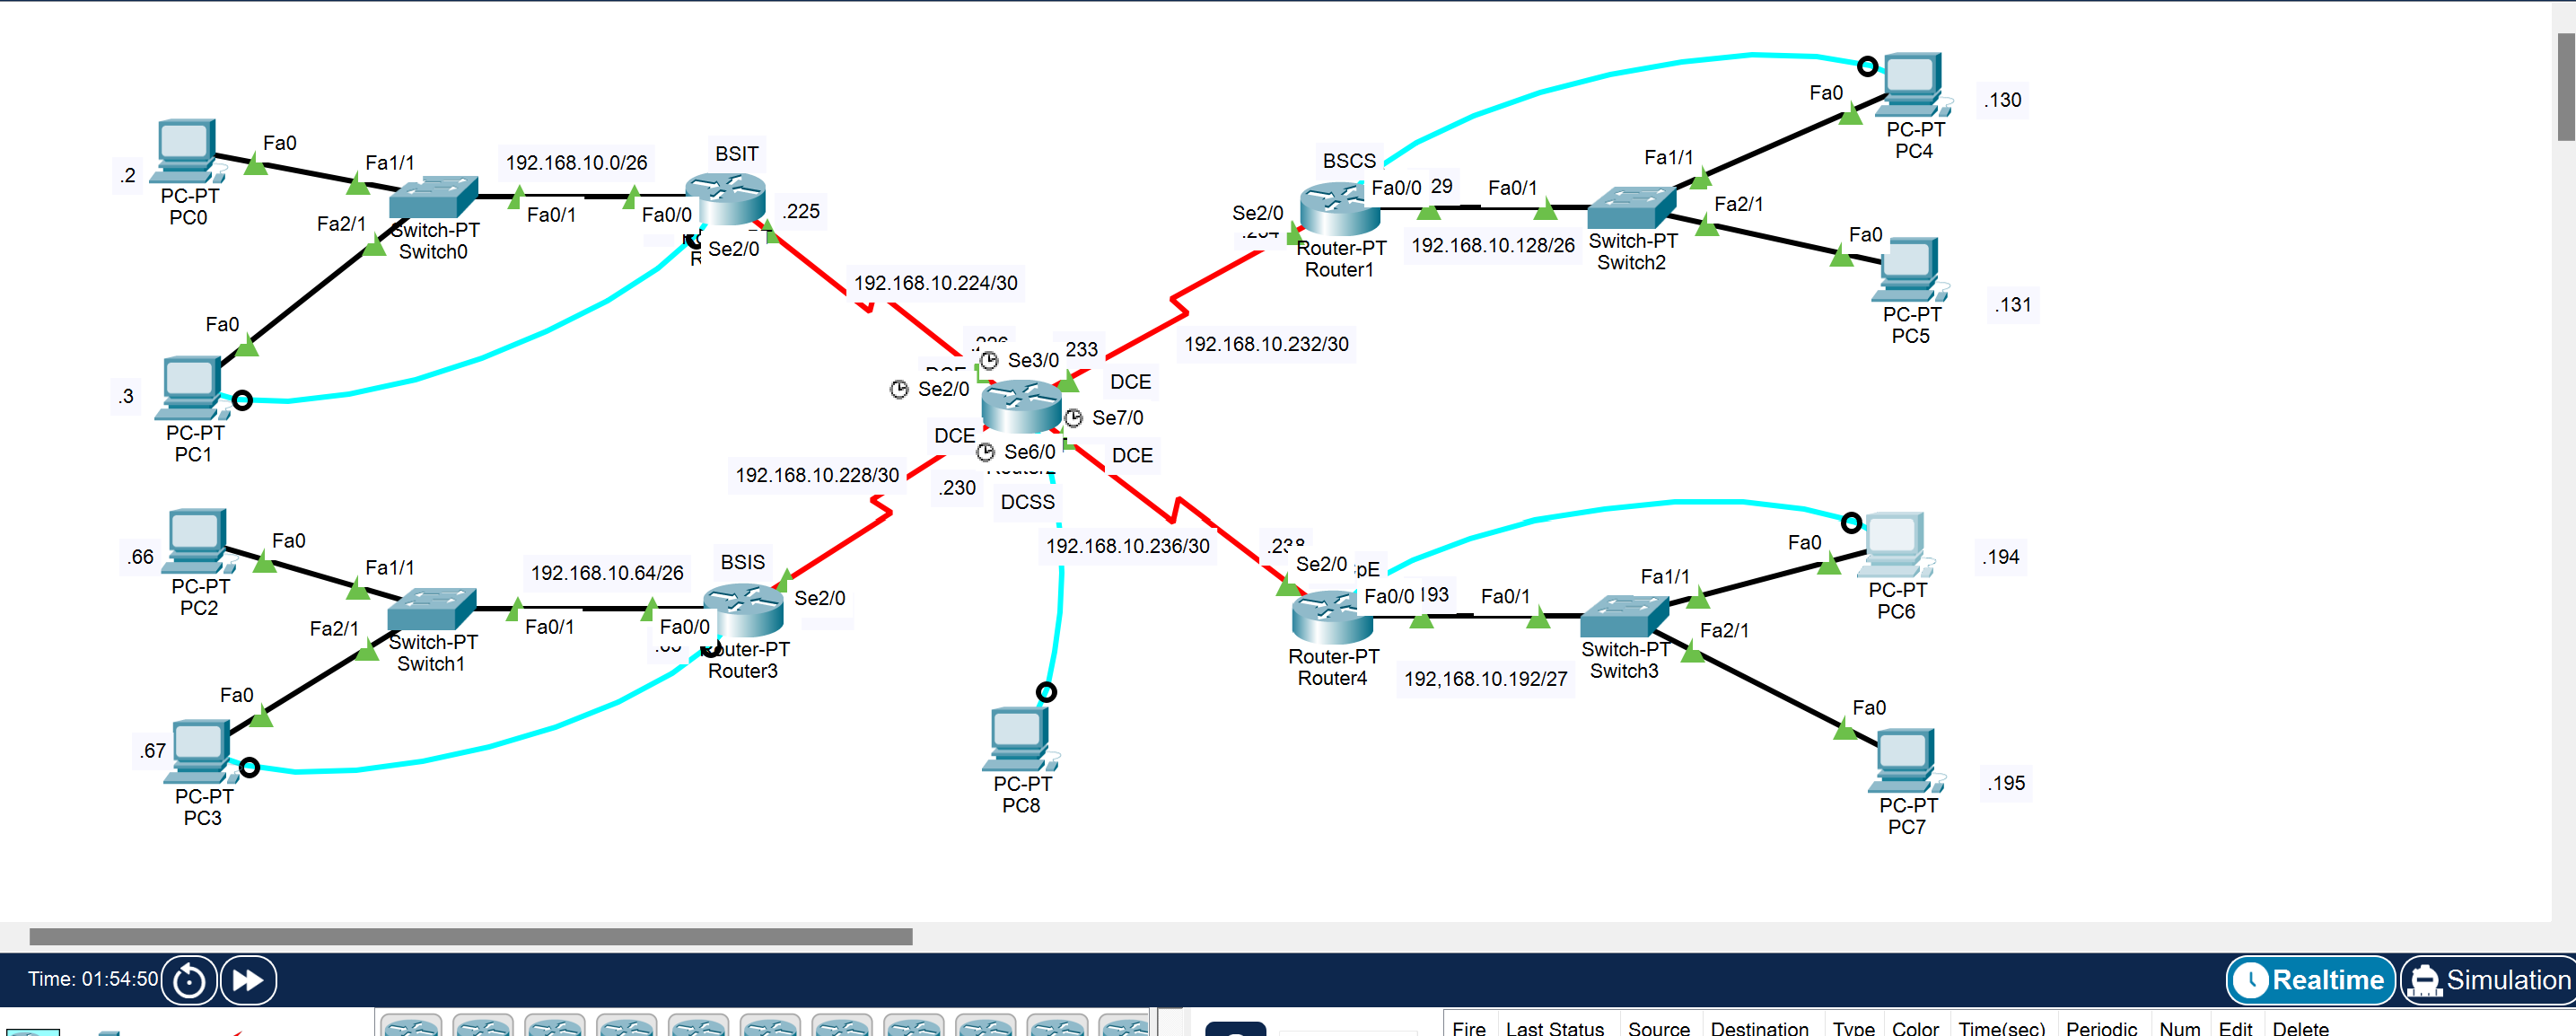 PC-PT
PC0
.2
Fa0
Fa1/1
Fa2/1
Switch-PT
Switch0
192.168.10.0/26
Fa0/1
Fa0/0
BSIT
.225
Se2/0
Fa0
.3
PC-PT
PC1
192.168.10.224/30
BSCS
Fa0/0
29
Fa0/1
Se2/0
Router-PT
Router1
192.168.10.128/26
Fa1/1
Fa2/1
Switch-PT
Switch2
Fa0
.130
PC-PT
PC4
Fa0
.131
PC-PT
PC5
192.168.10.232/30
Se3/0
233
DCE
Se2/0
Se7/0
DCE
Se6/0
DCE
.230
DCSS
192.168.10.228/30
192.168.10.236/30
.66
Fa0
PC-PT
PC2
Fa1/1
Fa2/1
Switch-PT
Switch1
192.168.10.64/26
Fa0/1
Fa0/0
BSIS
Se2/0
Router3
Fa0
.67
PC-PT
PC3
PC-PT
PC8
Se2/0
Fa0/0
193
Fa0/1
Router-PT
Router4
192,168.10.192/27
Fa1/1
Fa2/1
Switch-PT
Switch3
Fa0
.194
PC-PT
PC6
Fa0
.195
PC-PT
PC7
Time: 01:54:50
Realtime
Simulation
Fire Last Status Source Destination Type Color Time(sec) Periodic Num Edit Delete